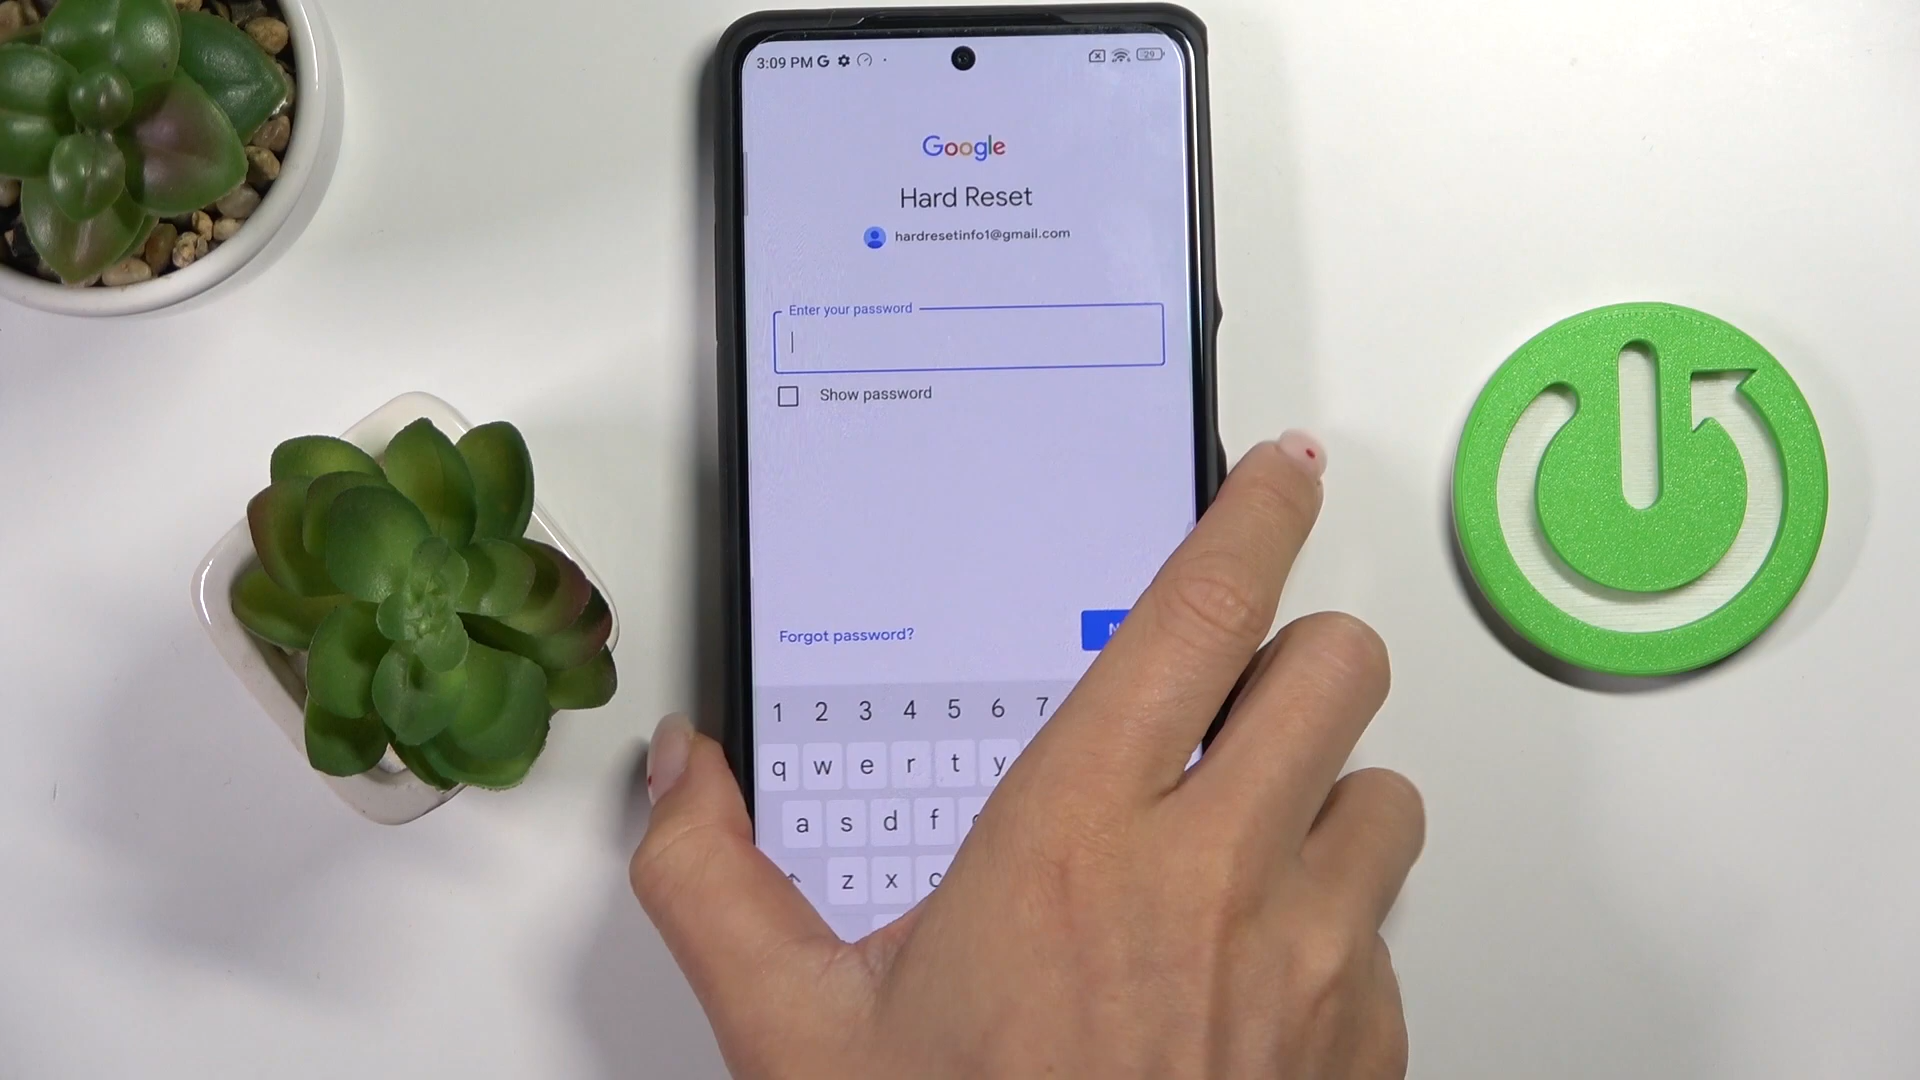 3:09 PM G
29
Google
Hard Reset
hardresetinfo1@gmail.com
Enter your password
Show password
Forgot password?
1 2 3 4 5 6 7
q w e r t y
a s d f
z x c